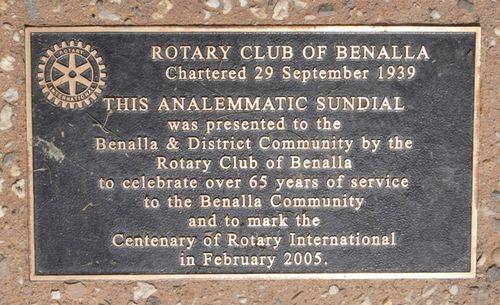 ROTARY INTERNATIONAL
ROTARY CLUB OF BENALLA
Chartered 29 September 1939
THIS ANALEMMATIC SUNDIAL
was presented to the
Benalla & District Community by the
Rotary Club of Benalla
to celebrate over 65 years of service
to the Benalla Community
and to mark the
Centenary of Rotary International
in February 2005.